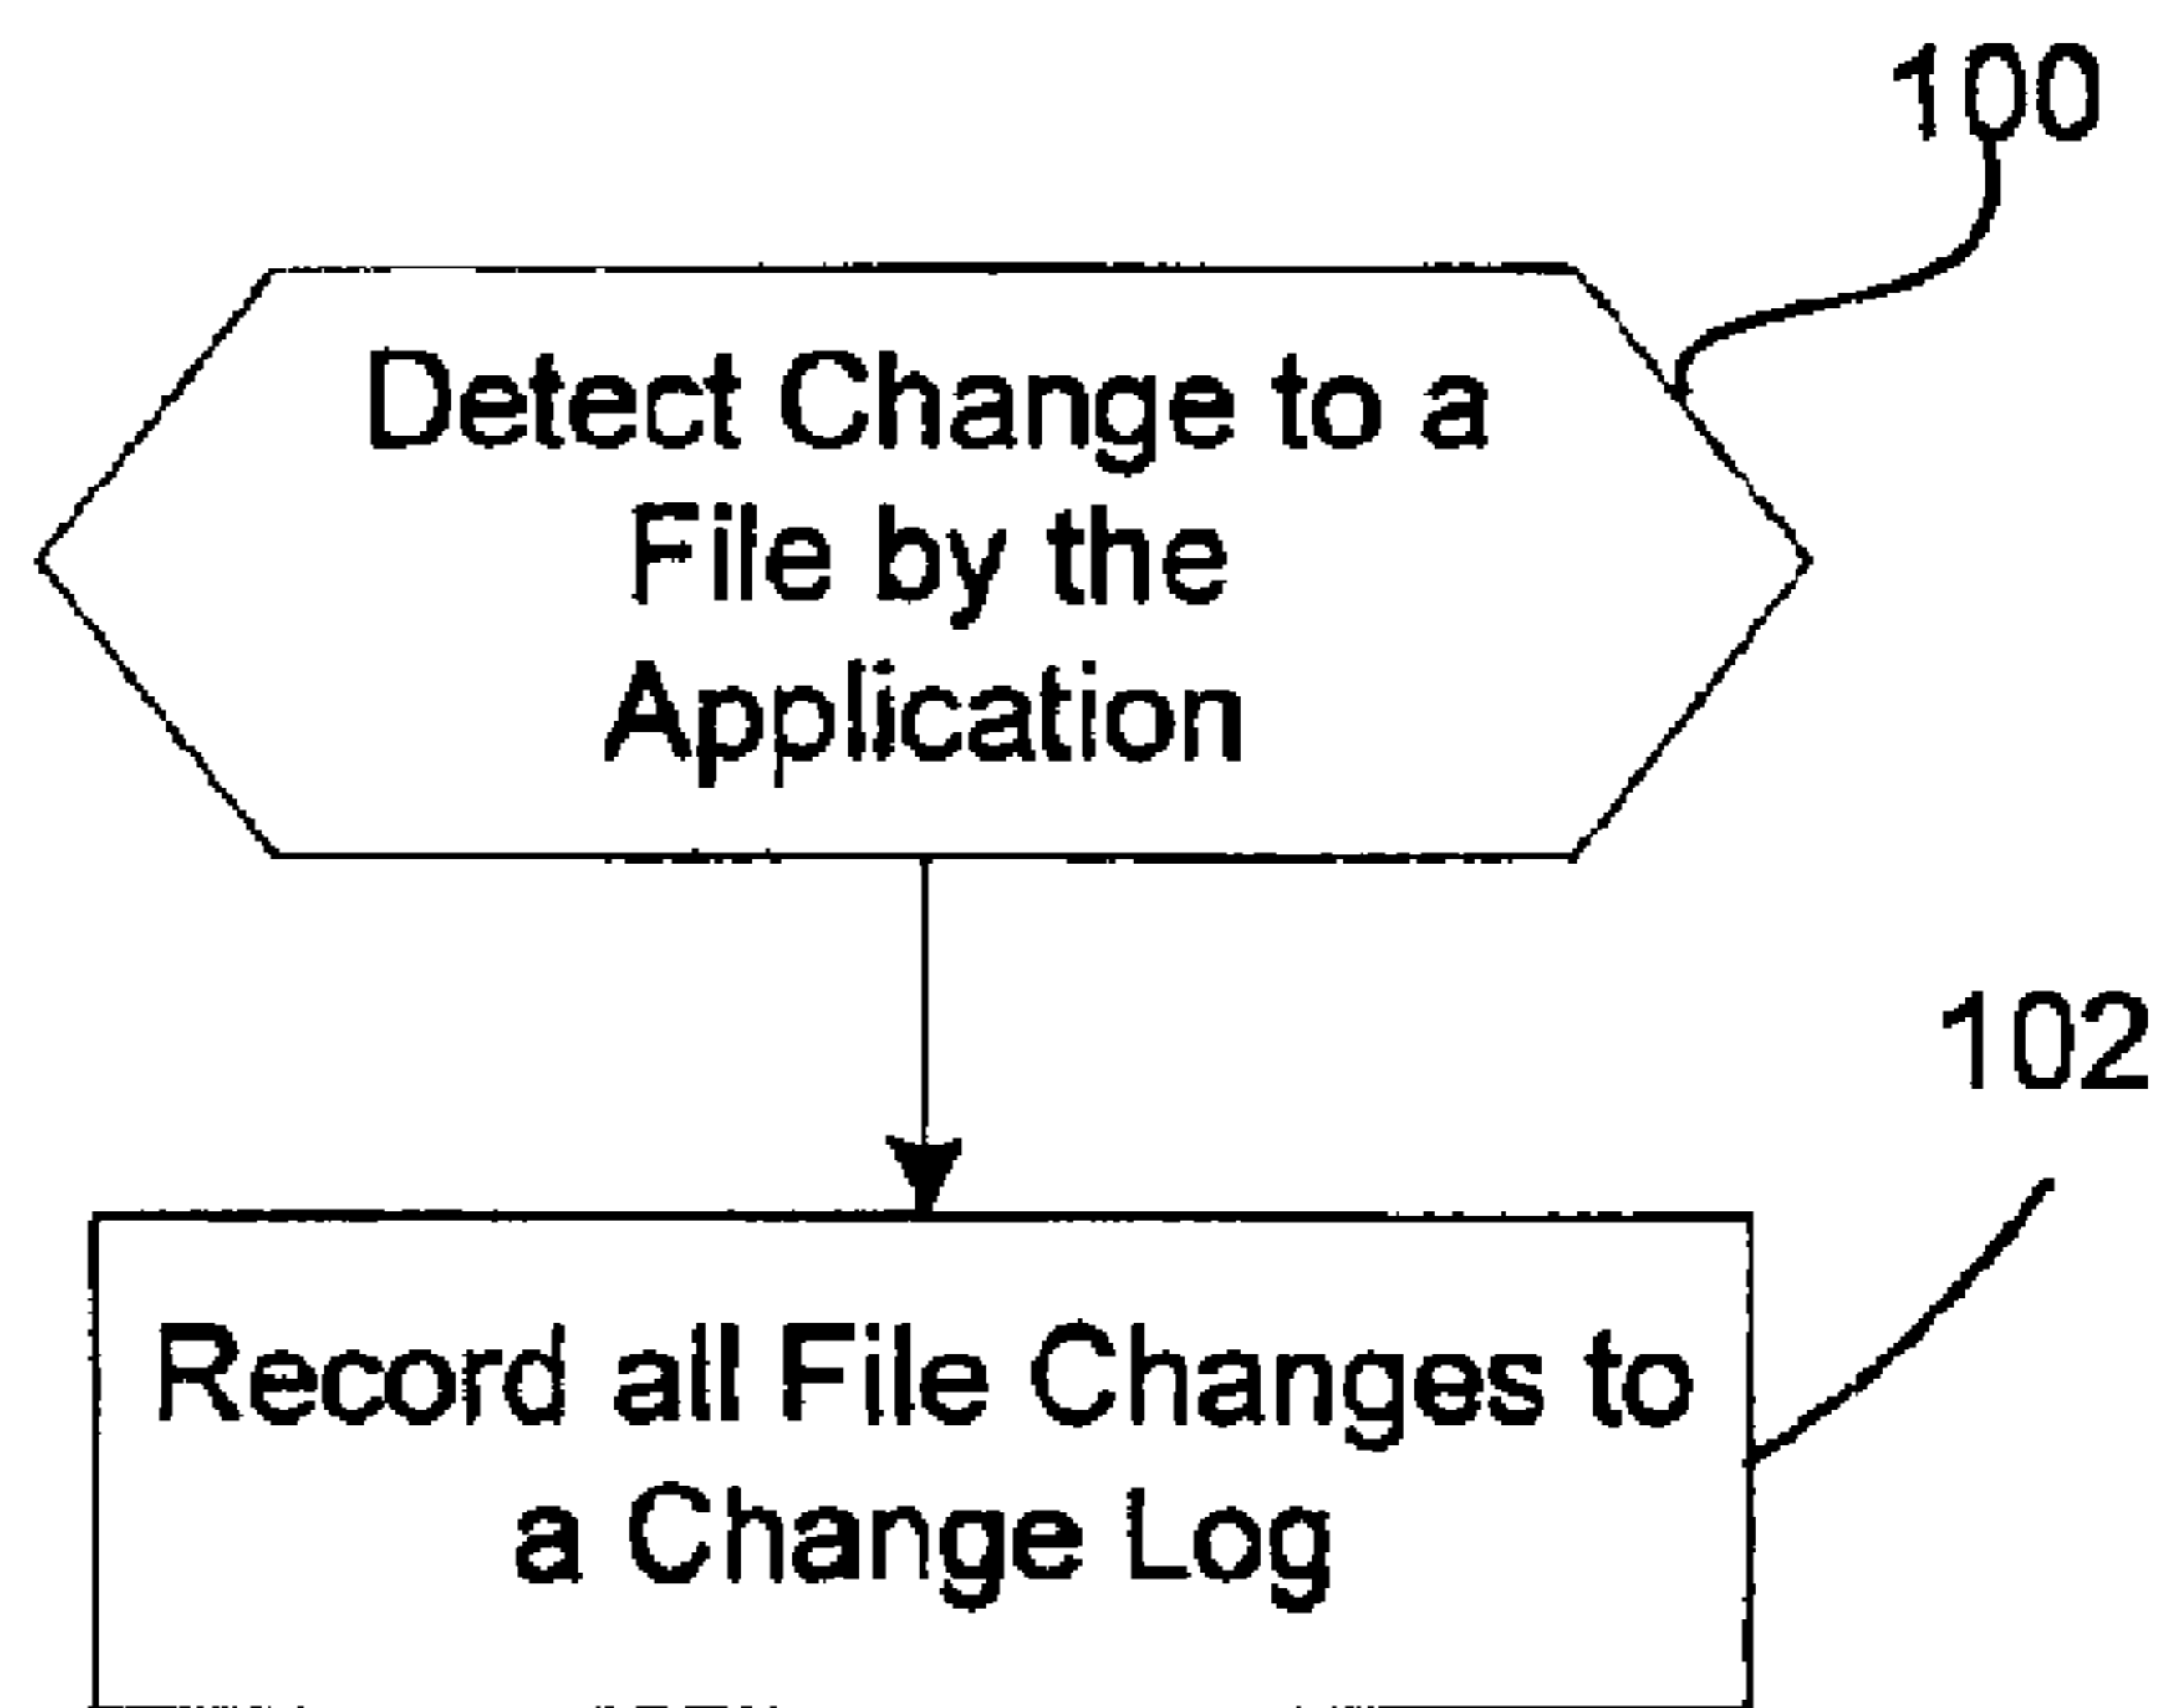 100
Detect Change to a
File by the
Application
102
Record all File Changes to
a Change Log